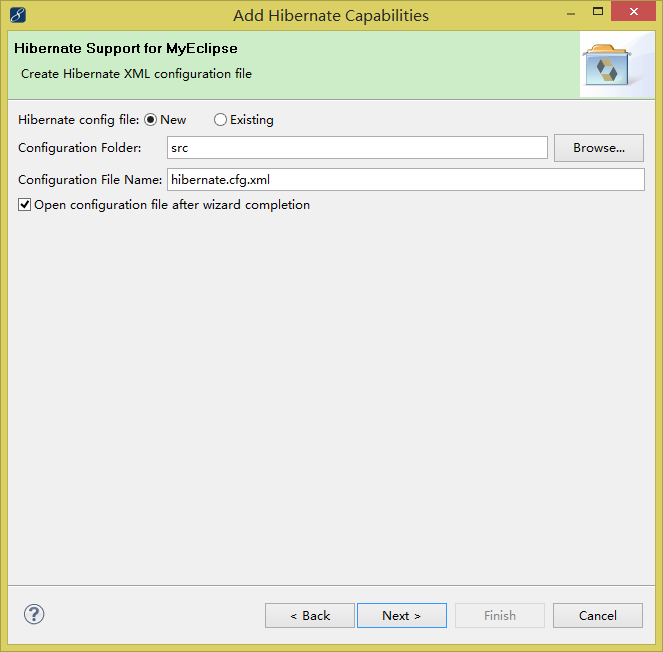 Add Hibernate Capabilities
Hibernate Support for MyEclipse
Create Hibernate XML configuration file
Hibernate config file: New Existing
Configuration Folder: src Browse...
Configuration File Name: hibernate.cfg.xml
Open configuration file after wizard completion
? < Back Next > Finish Cancel